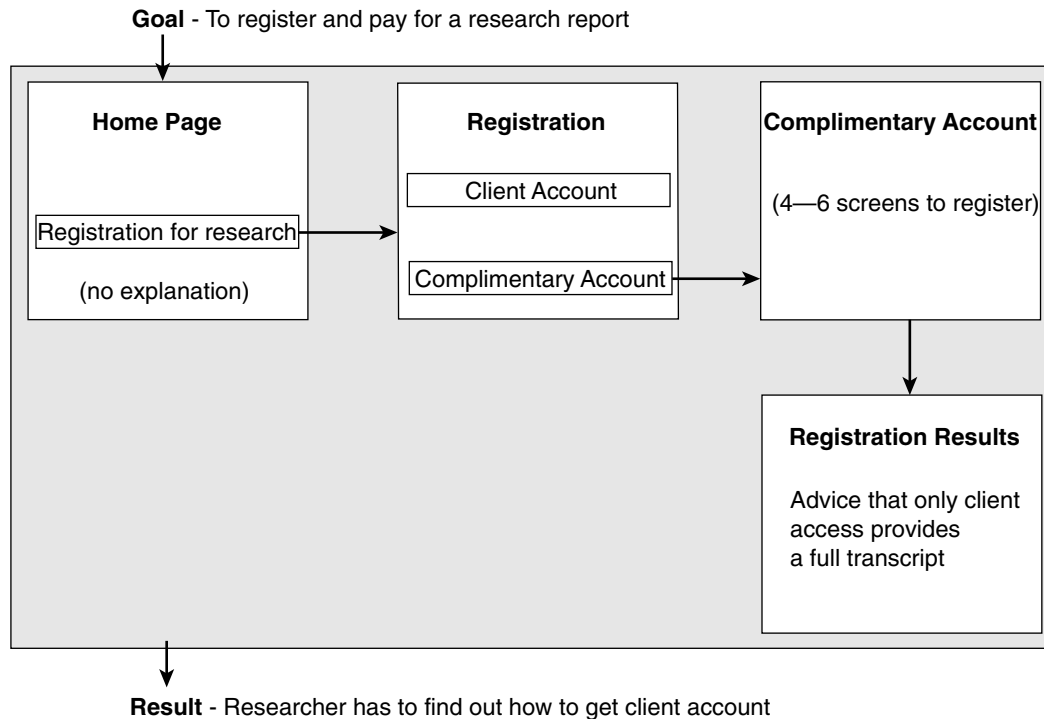 Goal - To register and pay for a research report
Home Page
Registration for research
(no explanation)
Registration
Client Account
Complimentary Account
Complimentary Account
(4—6 screens to register)
Registration Results
Advice that only client
access provides
a full transcript
Result - Researcher has to find out how to get client account